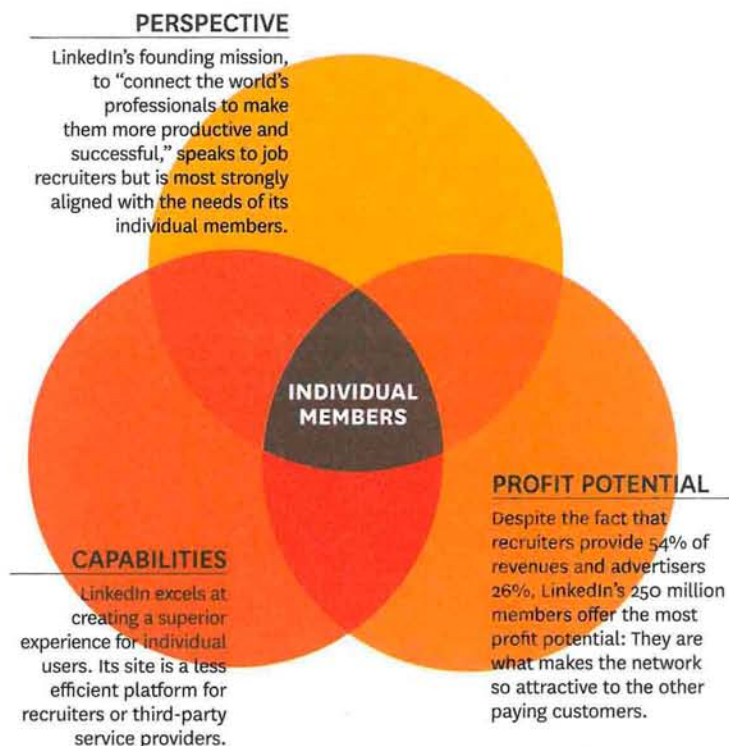 PERSPECTIVE
LinkedIn's founding mission,
to "connect the world's
professionals to make
them more productive and
successful," speaks to job
recruiters but is most strongly
aligned with the needs of its
individual members.
INDIVIDUAL
MEMBERS
PROFIT POTENTIAL
Despite the fact that
recruiters provide 54% of
revenues and advertisers
26%, LinkedIn's 250 million
members offer the most
profit potential: They are
what makes the network
so attractive to the other
paying customers.
CAPABILITIES
LinkedIn excels at
creating a superior
experience for individual
users. Its site is a less
efficient platform for
recruiters or third-party
service providers.